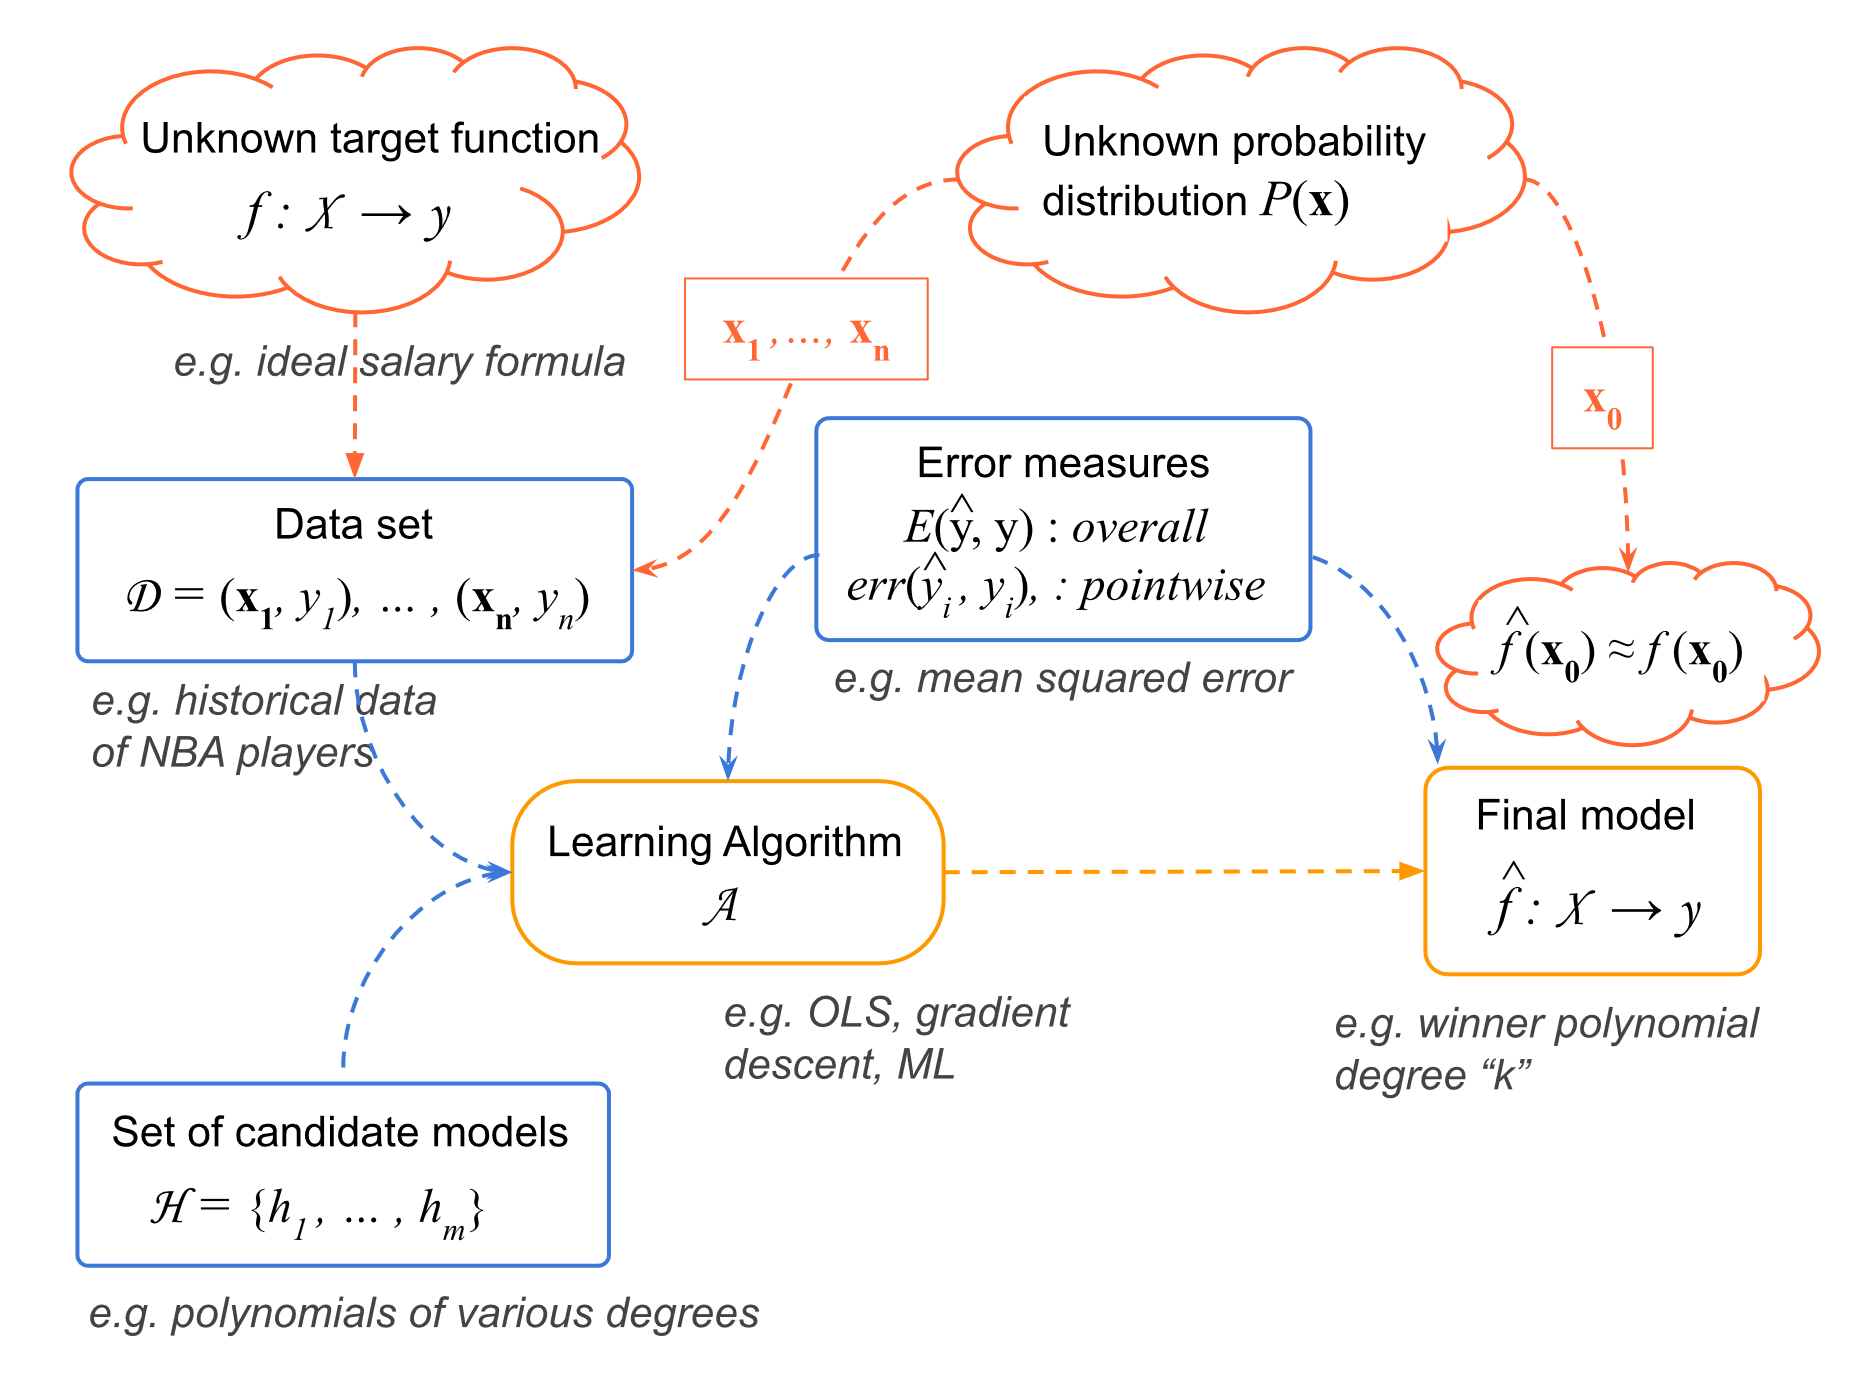 Unknown target function
f : 𝒳 → y
e.g. ideal salary formula
Unknown probability
distribution P(x)
x₁ ,..., xₙ
x₀
Data set
𝒟 = (x₁, y₁), ... , (xₙ, yₙ)
e.g. historical data
of NBA players
Error measures
E(ŷ, y) : overall
err(ŷᵢ, yᵢ), : pointwise
e.g. mean squared error
f̂ (x₀) ≈ f (x₀)
Learning Algorithm
𝒜
e.g. OLS, gradient
descent, ML
Final model
f̂ : 𝒳 → y
e.g. winner polynomial
degree “k”
Set of candidate models
ℋ = {h₁ , ... , hₘ}
e.g. polynomials of various degrees